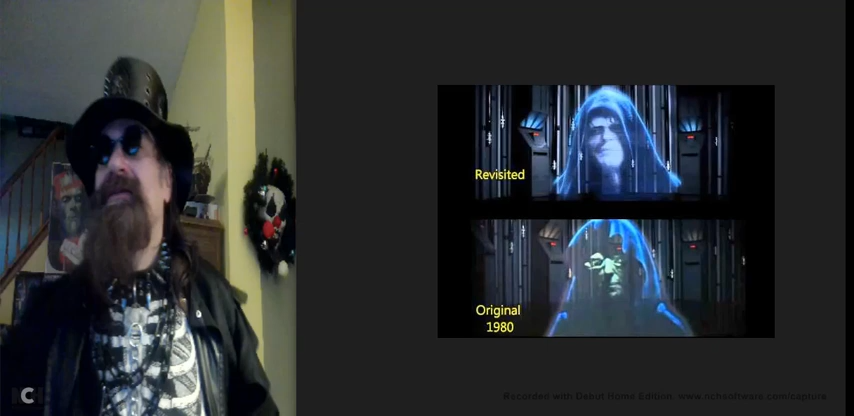 Revisited
Original
1980
Recorded with Debut Home Edition. www.nchsoftware.com/capture